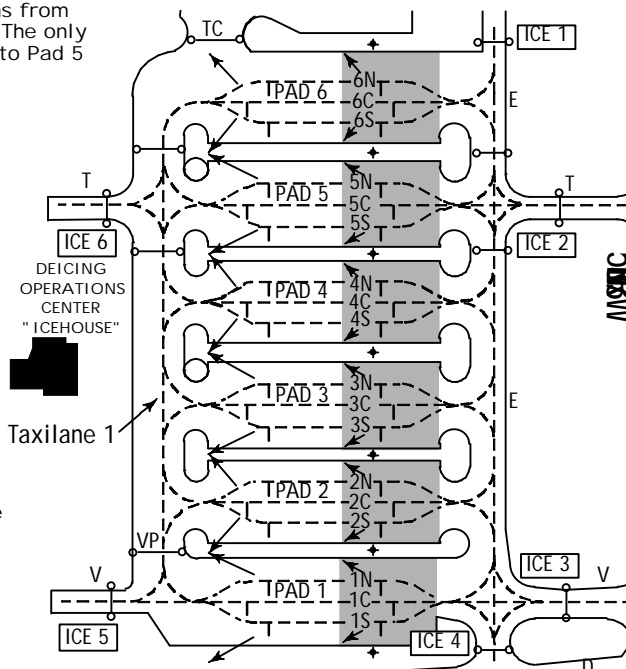 ns from
The only
to Pad 5
TC
ICE 1
PAD 6
6N
6C
6S
E
T
PAD 5
5N
5C
5S
T
ICE 6
ICE 2
DEICING
OPERATIONS
CENTER
"ICEHOUSE"
PAD 4
4N
4C
4S
PAD 3
3N
3C
3S
E
Taxilane 1
PAD 2
2N
2C
2S
e
VP
ICE 3
V
PAD 1
1N
1C
1S
V
ICE 5
ICE 4